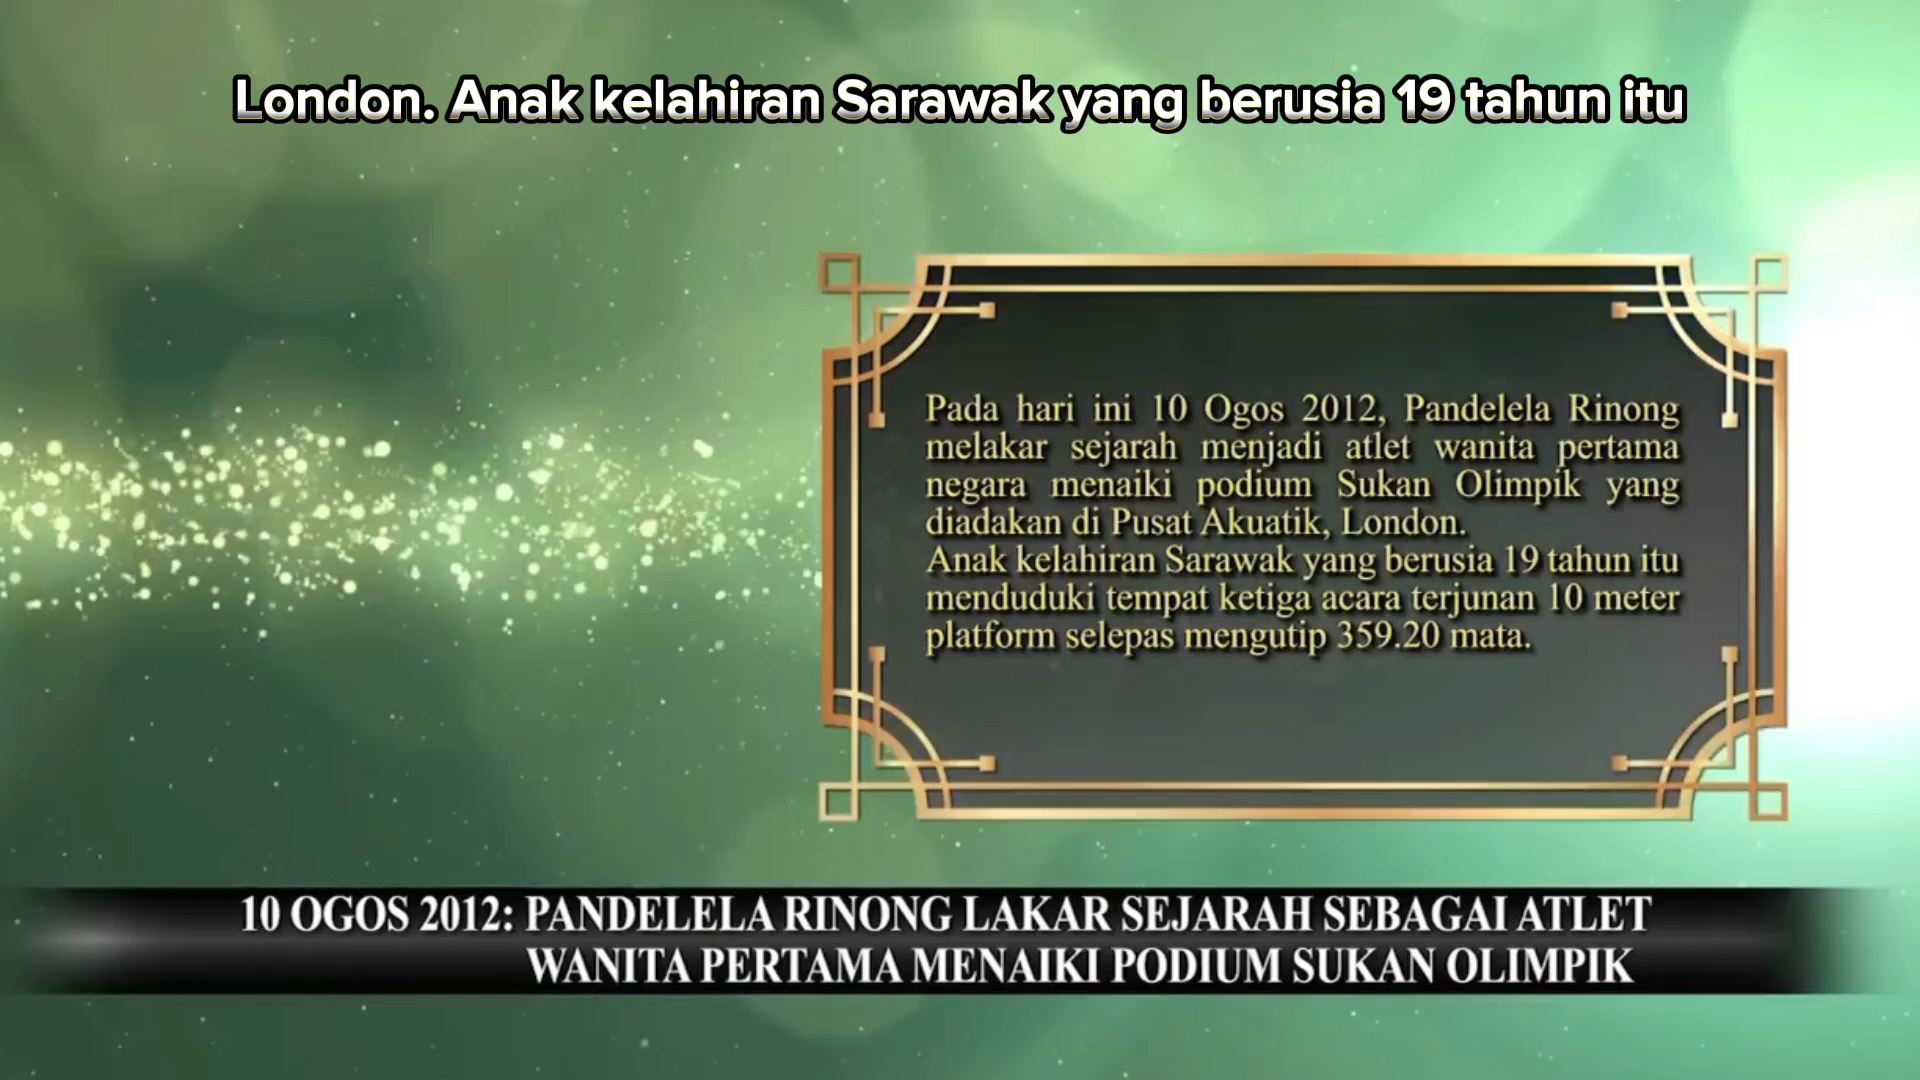 London. Anak kelahiran Sarawak yang berusia 19 tahun itu
Pada hari ini 10 Ogos 2012, Pandelela Rinong
melakar sejarah menjadi atlet wanita pertama
negara menaiki podium Sukan Olimpik yang
diadakan di Pusat Akuatik, London.
Anak kelahiran Sarawak yang berusia 19 tahun itu
menduduki tempat ketiga acara terjunan 10 meter
platform selepas mengutip 359.20 mata.
10 OGOS 2012: PANDELELA RINONG LAKAR SEJARAH SEBAGAI ATLET
WANITA PERTAMA MENAIKI PODIUM SUKAN OLIMPIK